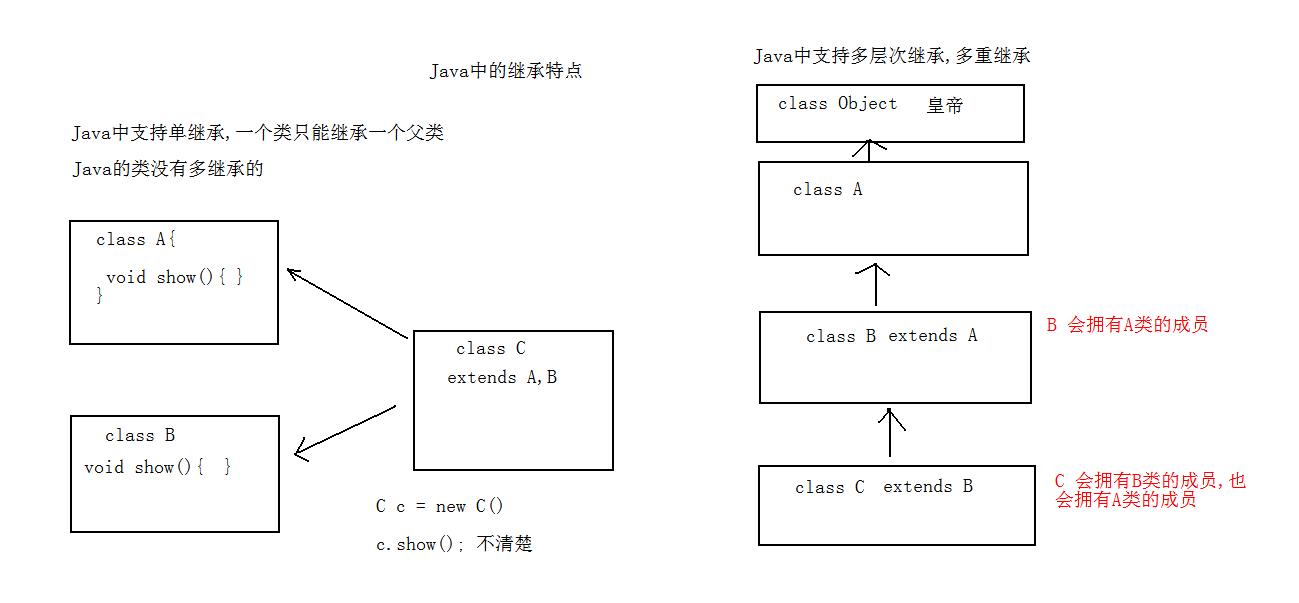 Java中的继承特点
Java中支持单继承,一个类只能继承一个父类
Java的类没有多继承的
class A{
void show(){ }
}
class B
void show(){  }
class C
extends A,B
C c = new C()
c.show(); 不清楚
Java中支持多层次继承,多重继承
class Object   皇帝
class A
class B extends A
B 会拥有A类的成员
class C  extends B
C 会拥有B类的成员,也
会拥有A类的成员